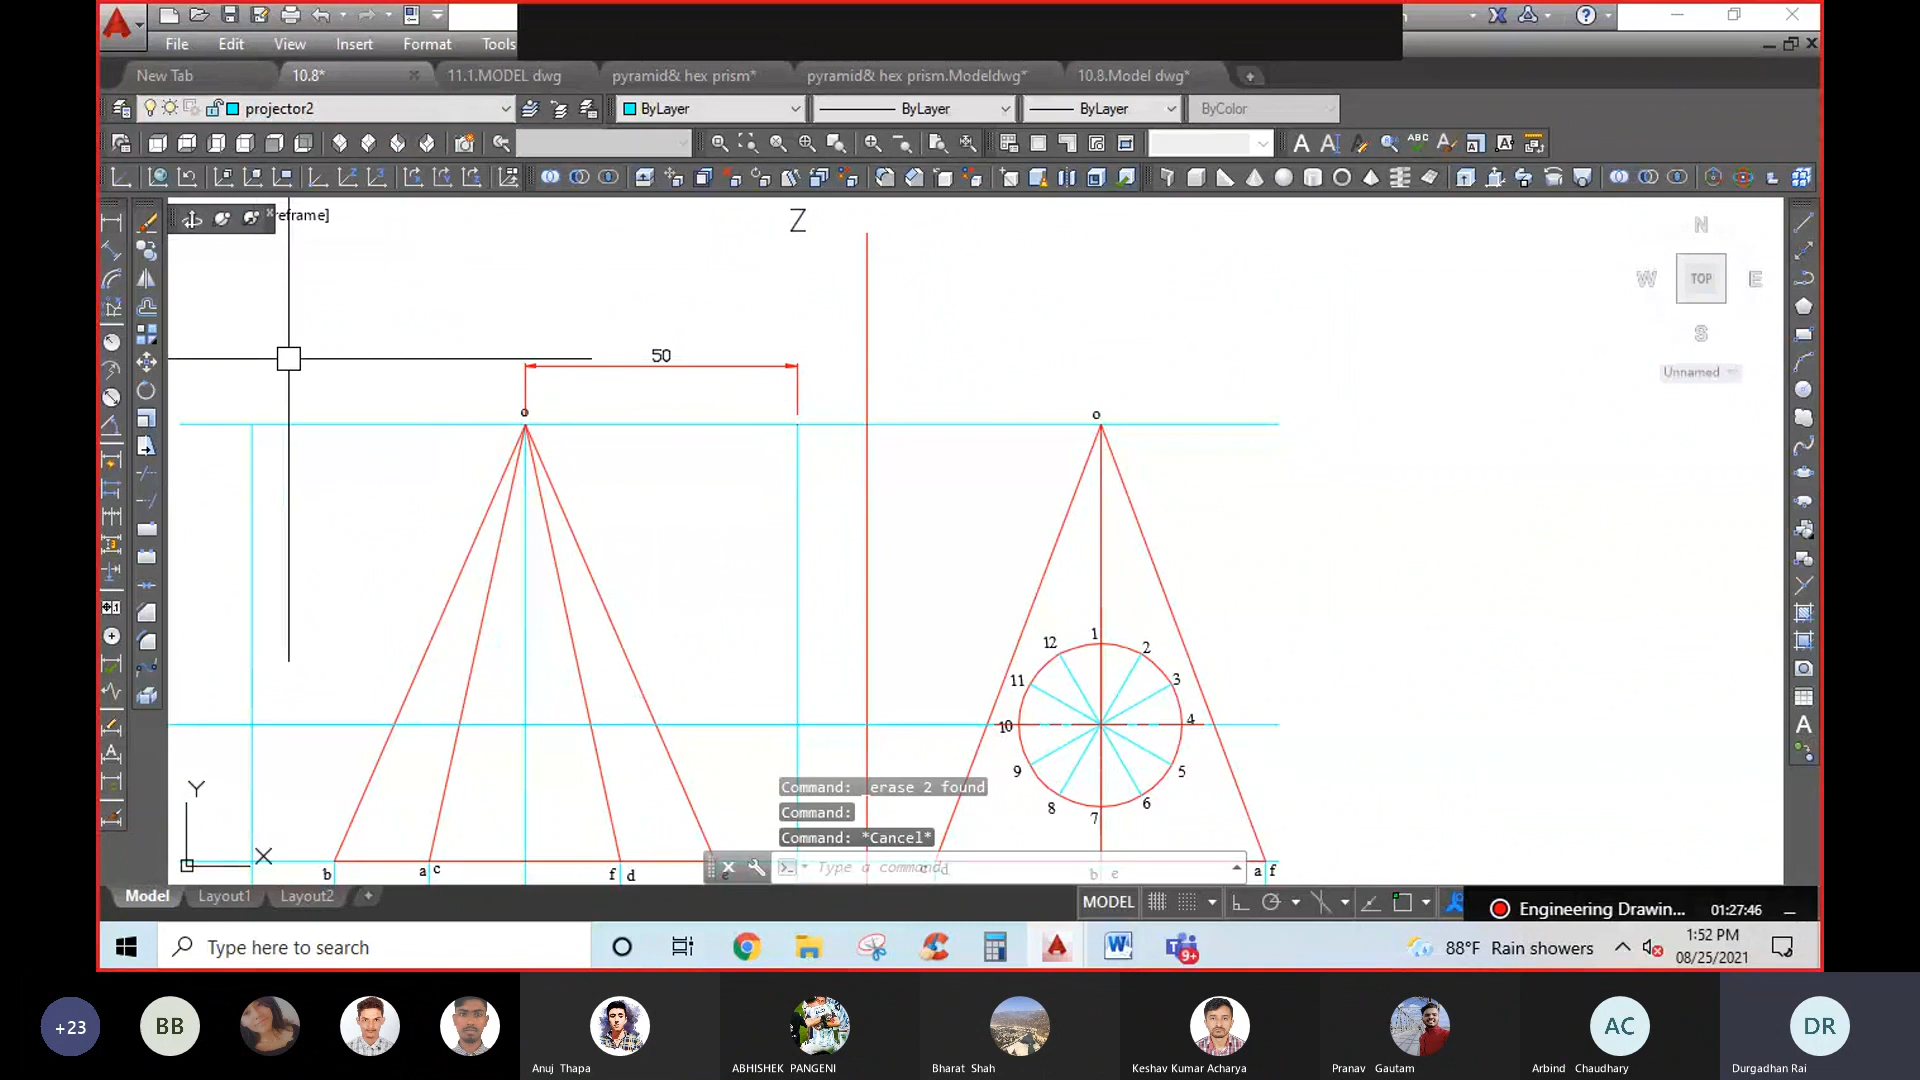 File Edit View Insert Format Tools
New Tab 10.8* 11.1.MODEL dwg pyramid& hex prism* pyramid& hex prism.Modeldwg* 10.8.Model dwg*
projector2 ByLayer ByLayer ByLayer ByColor
reframe]
Z
N
W TOP E
S
Unnamed
50
o o
12 1 2
11 3
10 4
9 5
8 7 6
Command: _erase 2 found
Command:
Command: *Cancel*
Type a command
Y
X
b a c f d e c d b e a f
Model Layout1 Layout2
MODEL
Engineering Drawin... 01:27:46
Type here to search
9+
88°F Rain showers
1:52 PM
08/25/2021
+23 BB AC DR
Anuj Thapa ABHISHEK PANGENI Bharat Shah Keshav Kumar Acharya Pranav Gautam Arbind Chaudhary Durgadhan Rai